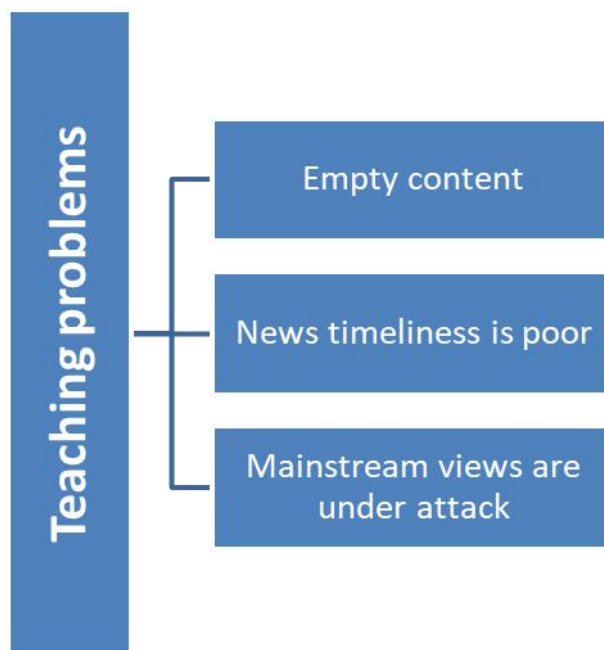 Teaching problems
Empty content
News timeliness is poor
Mainstream views are
under attack